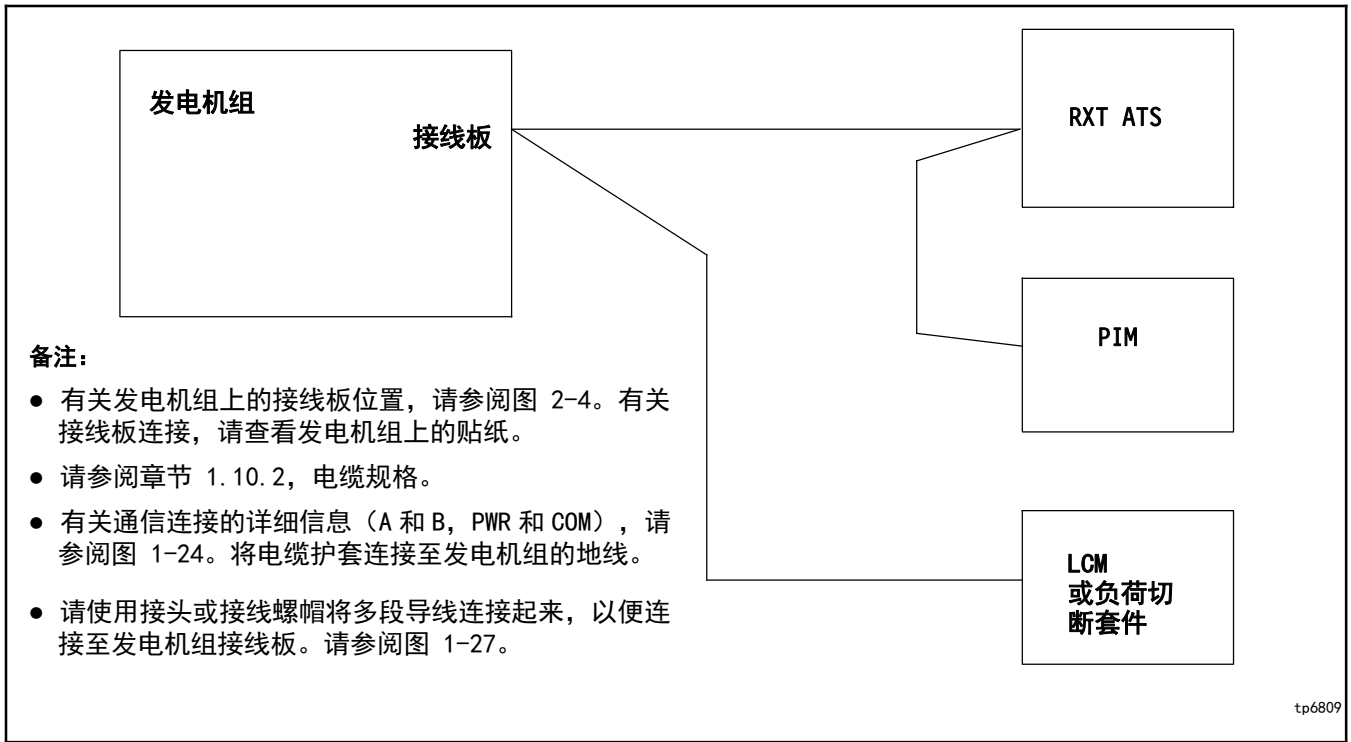 发电机组
接线板
RXT ATS
PIM
LCM
或负荷切
断套件
备注:
● 有关发电机组上的接线板位置，请参阅图 2-4。有关
接线板连接，请查看发电机组上的贴纸。
● 请参阅章节 1.10.2，电缆规格。
● 有关通信连接的详细信息（A 和 B，PWR 和 COM），请
参阅图 1-24。将电缆护套连接至发电机组的地线。
● 请使用接头或接线螺帽将多段导线连接起来，以便连
接至发电机组接线板。请参阅图 1-27。
tp6809